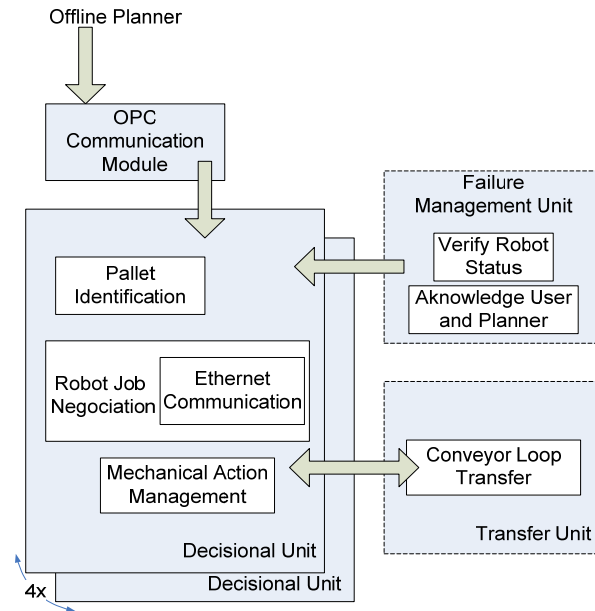 Offline Planner
OPC
Communication
Module
Failure
Management Unit
Verify Robot
Status
Aknowledge User
and Planner
Pallet
Identification
Robot Job
Negociation
Ethernet
Communication
Mechanical Action
Management
Conveyor Loop
Transfer
Transfer Unit
Decisional Unit
Decisional Unit
4x